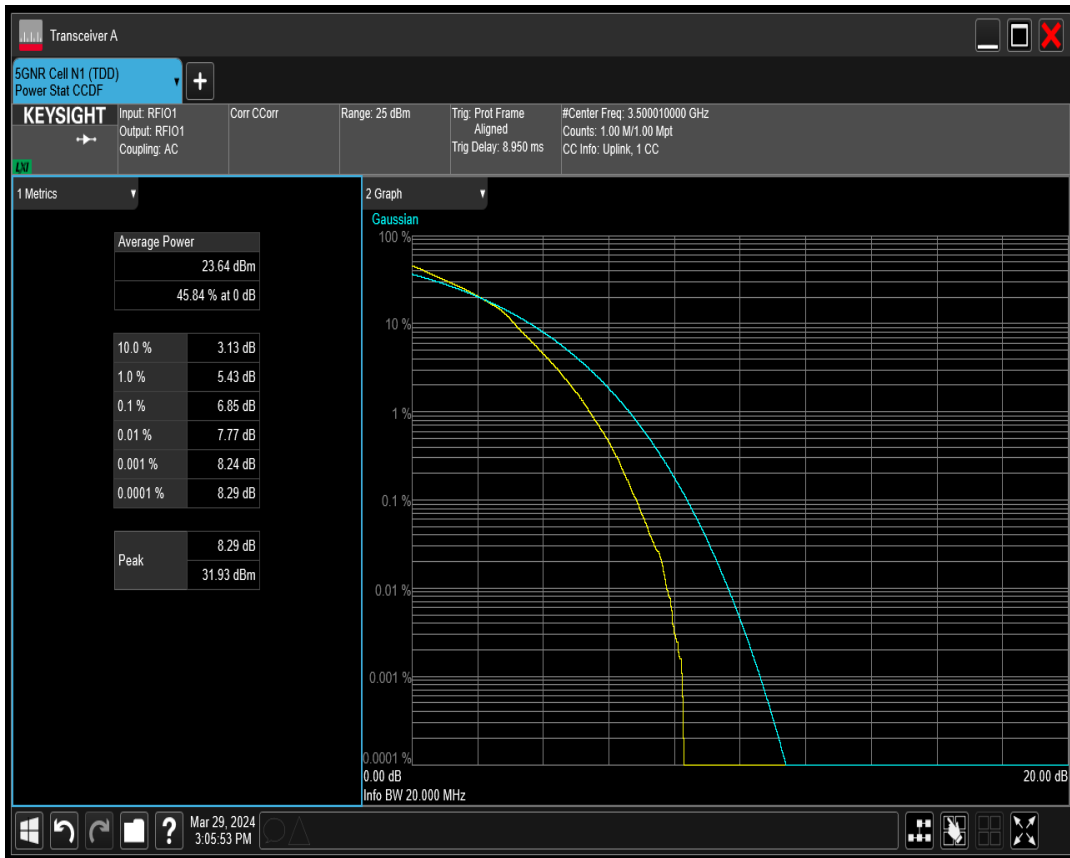 Transceiver A
5GNR Cell N1 (TDD)
Power Stat CCDF
+
KEYSIGHT
LXI
Input: RFIO1
Output: RFIO1
Coupling: AC
Corr CCorr
Range: 25 dBm
Trig: Prot Frame
Aligned
Trig Delay: 8.950 ms
#Center Freq: 3.500010000 GHz
Counts: 1.00 M/1.00 Mpt
CC Info: Uplink, 1 CC
1 Metrics
Average Power
23.64 dBm
45.84 % at 0 dB
10.0 % 3.13 dB
1.0 % 5.43 dB
0.1 % 6.85 dB
0.01 % 7.77 dB
0.001 % 8.24 dB
0.0001 % 8.29 dB
Peak
8.29 dB
31.93 dBm
2 Graph
Gaussian
100 %
10 %
1 %
0.1 %
0.01 %
0.001 %
0.0001 %
0.00 dB 20.00 dB
Info BW 20.000 MHz
?
Mar 29, 2024
3:05:53 PM